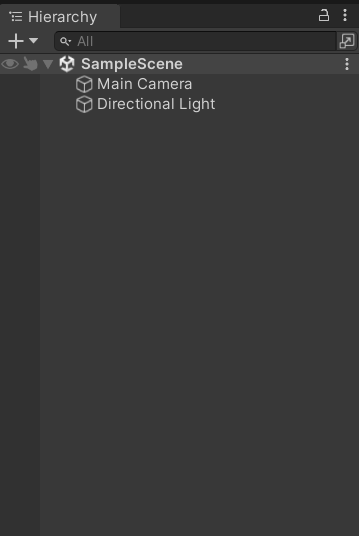 Hierarchy
All
SampleScene
Main Camera
Directional Light